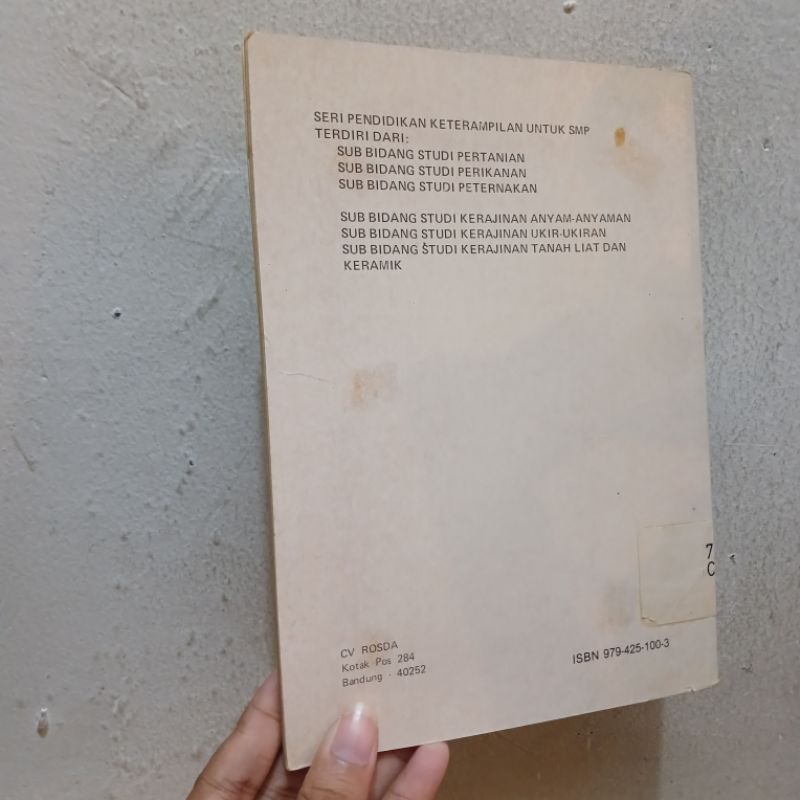 SERI PENDIDIKAN KETERAMPILAN UNTUK SMP
TERDIRI DARI:
SUB BIDANG STUDI PERTANIAN
SUB BIDANG STUDI PERIKANAN
SUB BIDANG STUDI PETERNAKAN
SUB BIDANG STUDI KERAJINAN ANYAM-ANYAMAN
SUB BIDANG STUDI KERAJINAN UKIR-UKIRAN
SUB BIDANG STUDI KERAJINAN TANAH LIAT DAN
KERAMIK
7
C
CV ROSDA
Kotak Pos 284
Bandung - 40252
ISBN 979-425-100-3